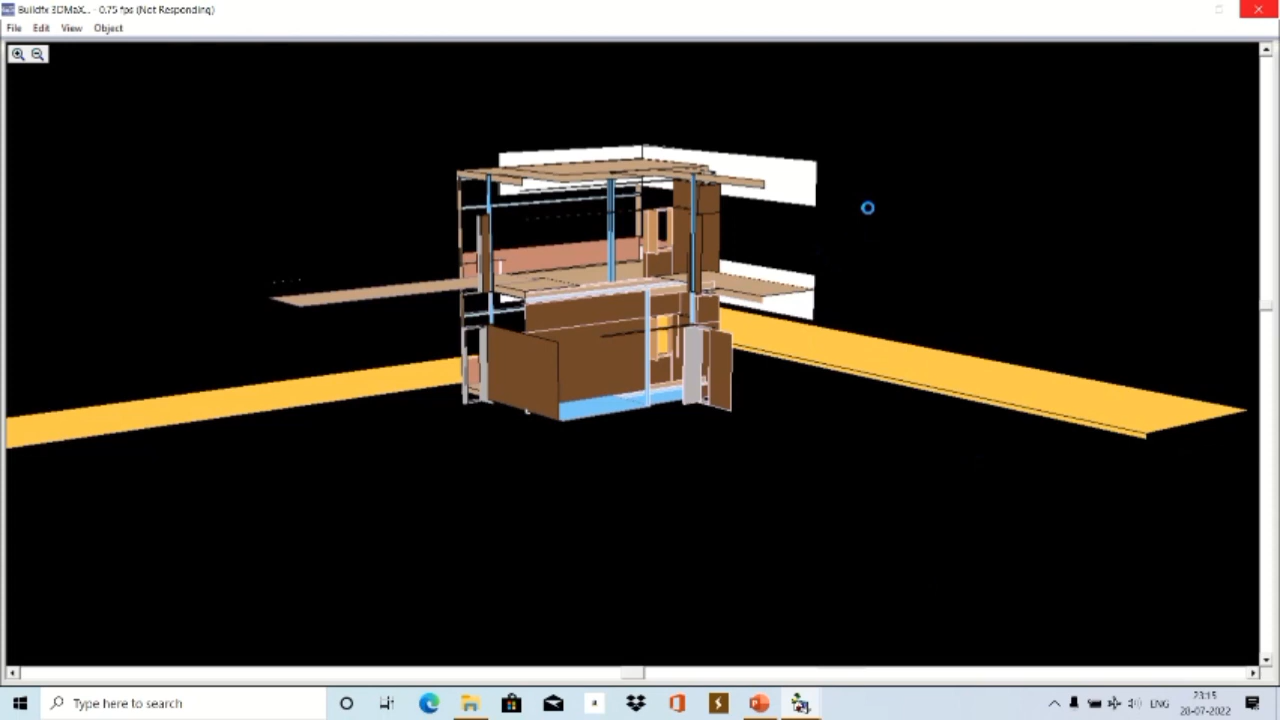 Buildfx 3DMaX... - 0.75 fps (Not Responding)
File Edit View Object
Type here to search
a
ENG
23:15
28-07-2022